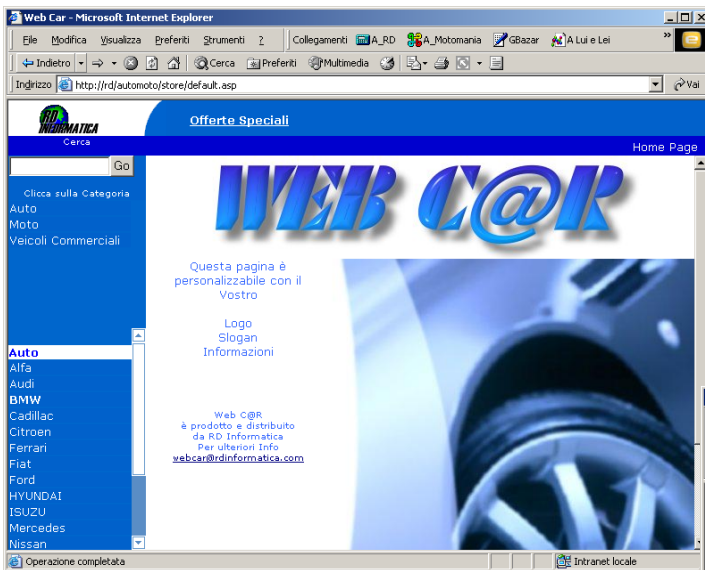 Web Car - Microsoft Internet Explorer
File Modifica Visualizza Preferiti Strumenti ? Collegamenti A_RD A_Motomania GBazar A Lui e Lei »
Indietro Cerca Preferiti Multimedia
Indirizzo http://rd/automoto/store/default.asp Vai
RD INFORMATICA
Offerte Speciali
Cerca
Home Page
Go
Clicca sulla Categoria
Auto
Moto
Veicoli Commerciali
WEB C@R
Questa pagina è
personalizzabile con il
Vostro
Logo
Slogan
Informazioni
Web C@R
è prodotto e distribuito
da RD Informatica
Per ulteriori Info
webcar@rdinformatica.com
Auto
Alfa
Audi
BMW
Cadillac
Citroen
Ferrari
Fiat
Ford
HYUNDAI
ISUZU
Mercedes
Nissan
Operazione completata
Intranet locale